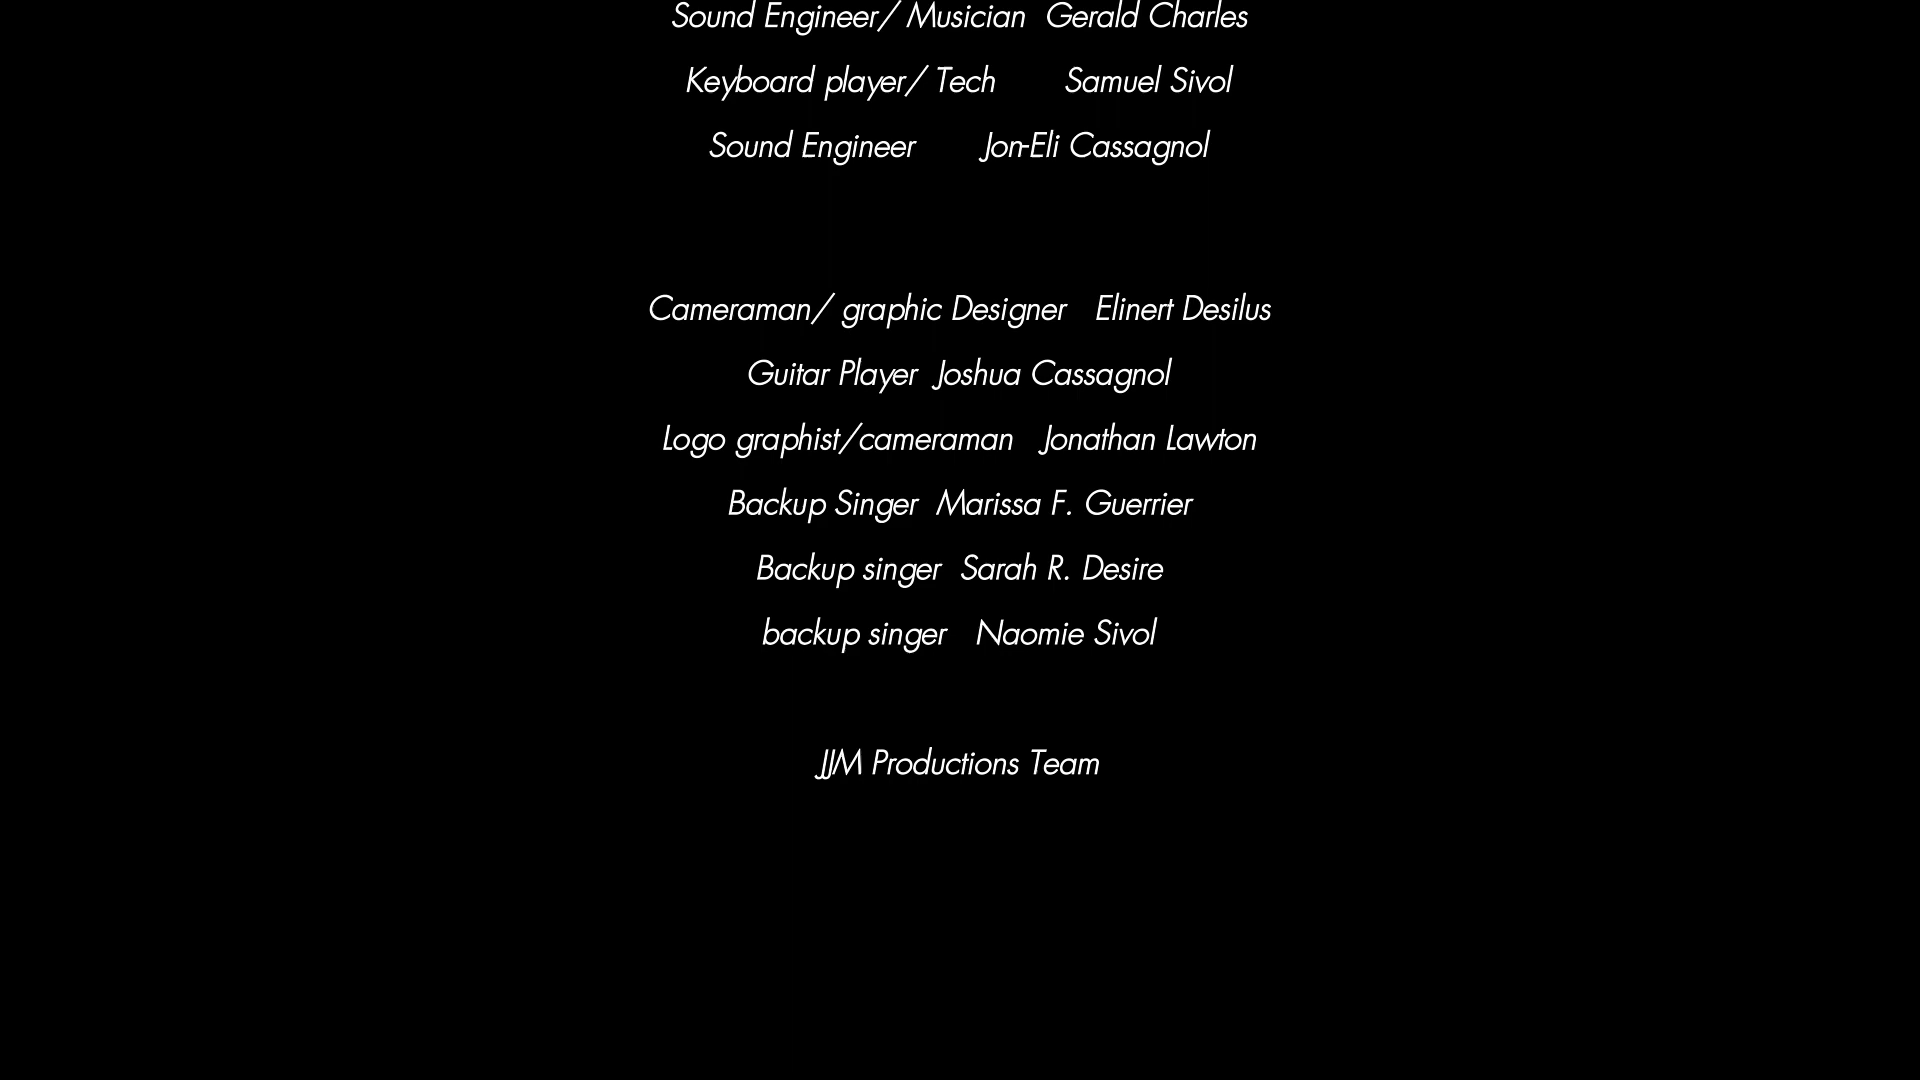 Sound Engineer/ Musician Gerald Charles
Keyboard player/ Tech Samuel Sivol
Sound Engineer Jon-Eli Cassagnol
Cameraman/ graphic Designer Elinert Desilus
Guitar Player Joshua Cassagnol
Logo graphist/cameraman Jonathan Lawton
Backup Singer Marissa F. Guerrier
Backup singer Sarah R. Desire
backup singer Naomie Sivol
JJM Productions Team